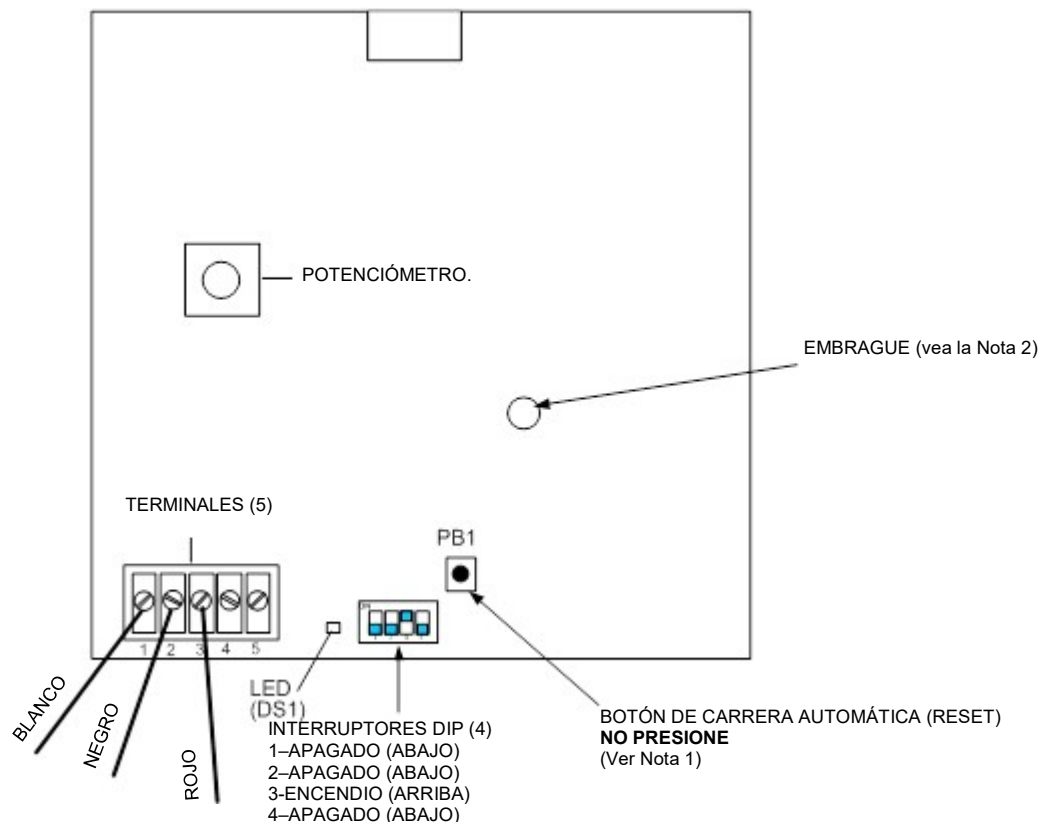 POTENCIÓMETRO.
EMBRAGUE (vea la Nota 2)
TERMINALES (5)
PB1
1 2 3 4 5
BLANCO
NEGRO
ROJO
LED
(DS1)
INTERRUPTORES DIP (4)
1–APAGADO (ABAJO)
2–APAGADO (ABAJO)
3-ENCENDIO (ARRIBA)
4–APAGADO (ABAJO)
BOTÓN DE CARRERA AUTOMÁTICA (RESET)
NO PRESIONE
(Ver Nota 1)